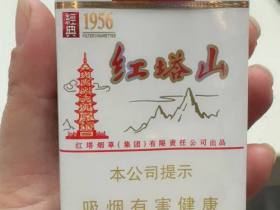 经典 1956
FILTER CIGARETTES
红塔山
红塔烟草（集团）有限责任公司出品
本公司提示
吸烟有害健康